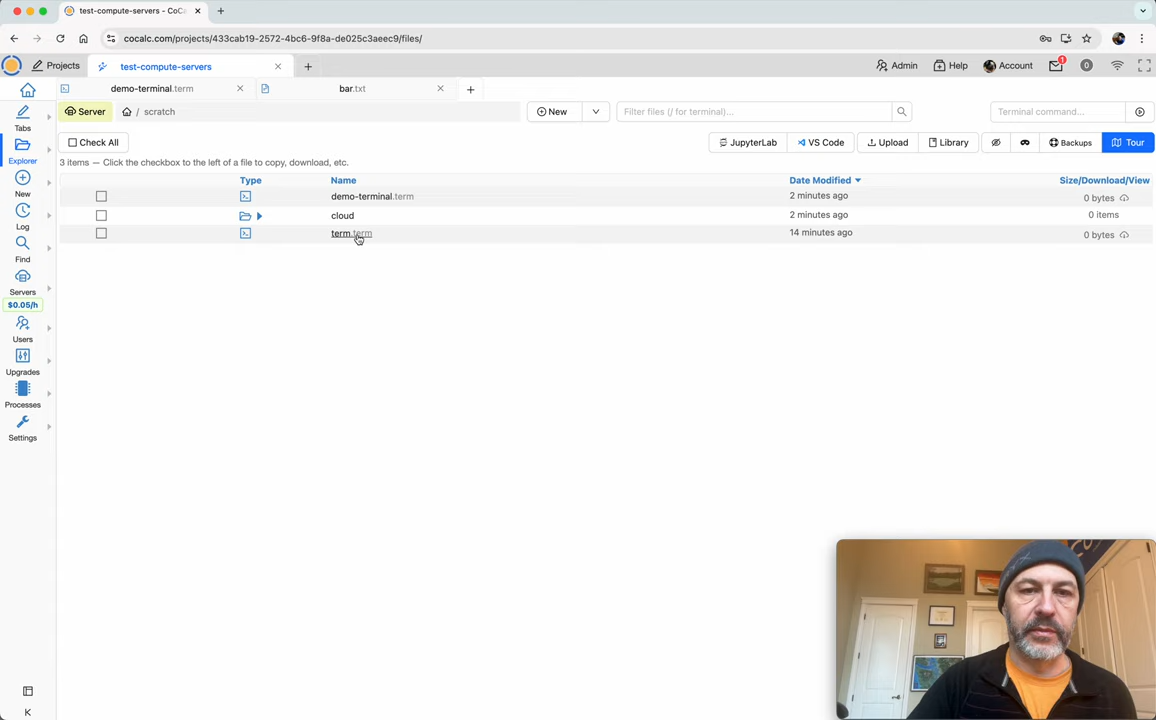 test-compute-servers - CoCa
cocalc.com/projects/433cab19-2572-4bc6-9f8a-de025c3aeec9/files/
Projects
test-compute-servers
Admin
Help
Account
1
0
demo-terminal.term
bar.txt
Server
/ scratch
New
Filter files (/ for terminal)...
Terminal command...
Tabs
Explorer
New
Log
Find
Servers
$0.05/h
Users
Upgrades
Processes
Settings
Check All
JupyterLab
VS Code
Upload
Library
Backups
Tour
3 items — Click the checkbox to the left of a file to copy, download, etc.
Type Name Date Modified Size/Download/View
demo-terminal.term 2 minutes ago 0 bytes
cloud 2 minutes ago 0 items
term.term 14 minutes ago 0 bytes